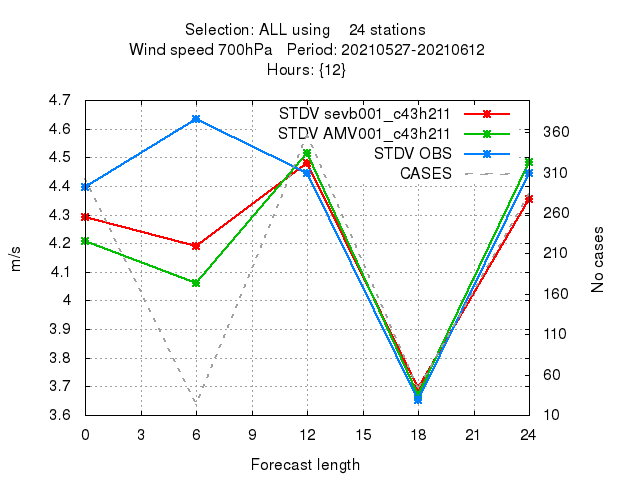 Selection: ALL using    24 stations
Wind speed 700hPa   Period: 20210527-20210612
Hours: {12}
STDV sevb001_c43h211
STDV AMV001_c43h211
STDV OBS
CASES
4.7
4.6
4.5
4.4
4.3
4.2
4.1
4
3.9
3.8
3.7
3.6
m/s
360
310
260
210
160
110
60
10
No cases
0 3 6 9 12 15 18 21 24
Forecast length